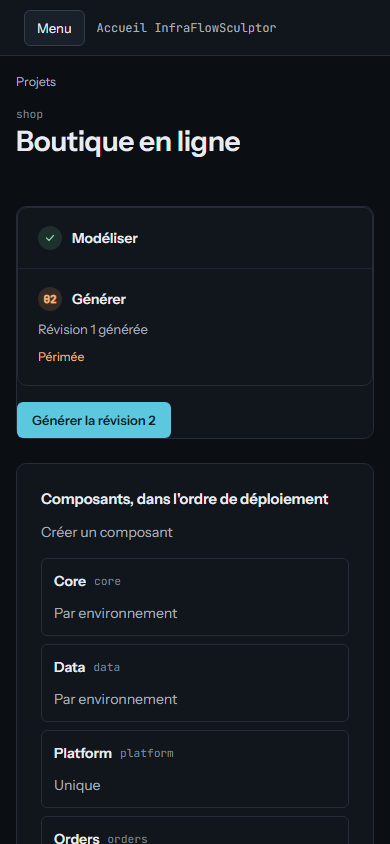 Menu Accueil InfraFlowSculptor
Projets
shop
Boutique en ligne
Modéliser
02 Générer
Révision 1 générée
Périmée
Générer la révision 2
Composants, dans l'ordre de déploiement
Créer un composant
Core core
Par environnement
Data data
Par environnement
Platform platform
Unique
Orders orders